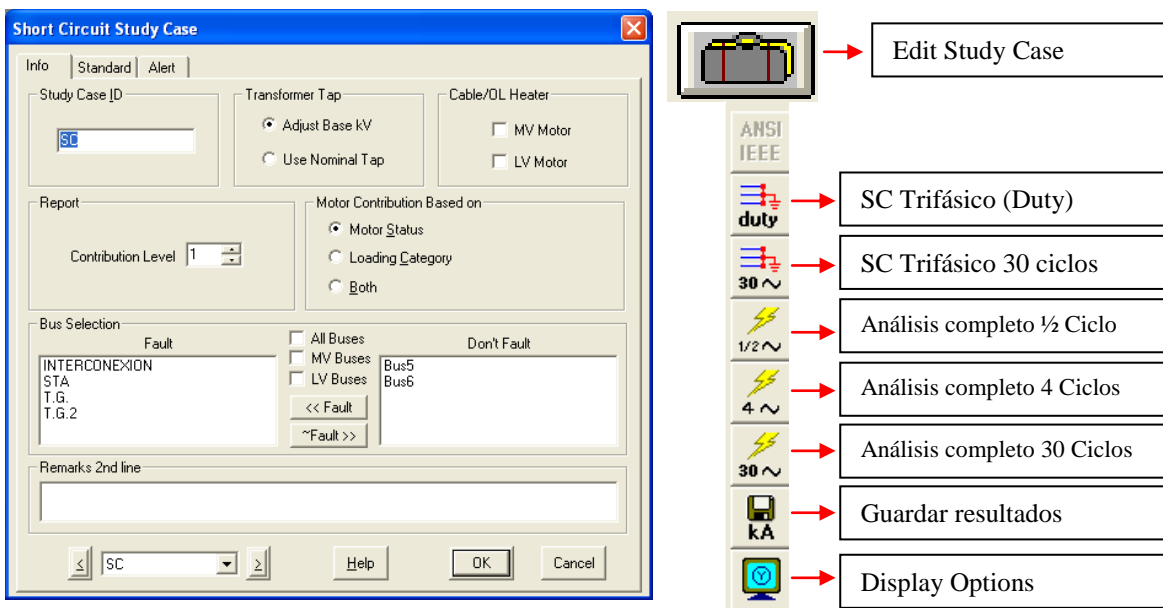 Short Circuit Study Case
Info
Standard
Alert
Study Case ID
SC
Transformer Tap
Adjust Base kV
Use Nominal Tap
Cable/OL Heater
MV Motor
LV Motor
Report
Contribution Level 1
Motor Contribution Based on
Motor Status
Loading Category
Both
Bus Selection
Fault
INTERCONEXION
STA
T.G.
T.G.2
All Buses
MV Buses
LV Buses
<< Fault
~Fault >>
Don't Fault
Bus5
Bus6
Remarks 2nd line
<
SC
>
Help
OK
Cancel
Edit Study Case
ANSI
IEEE
duty
SC Trifásico (Duty)
30 ~
SC Trifásico 30 ciclos
1/2 ~
Análisis completo ½ Ciclo
4 ~
Análisis completo 4 Ciclos
30 ~
Análisis completo 30 Ciclos
kA
Guardar resultados
Y
Display Options